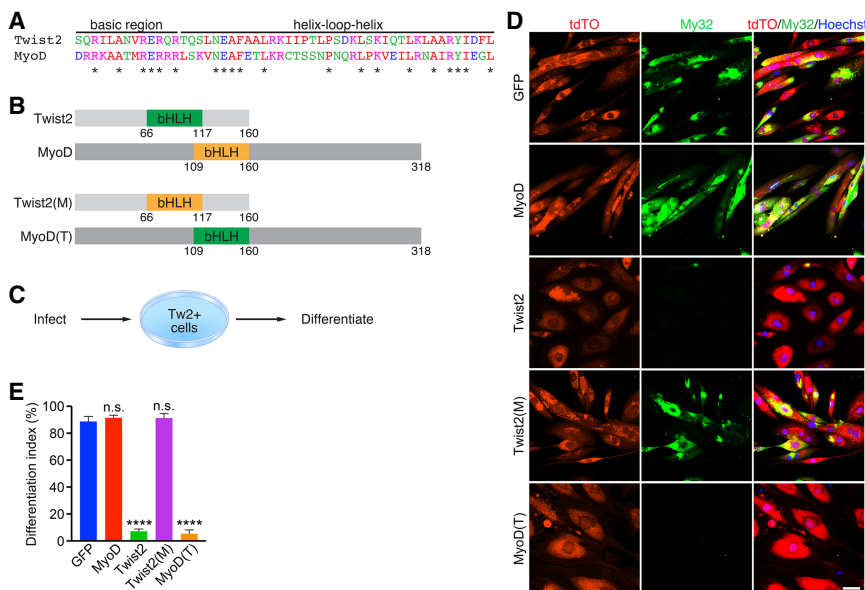 A
basic region helix-loop-helix
Twist2 SQRILANVRERQRTQSLNEAFAALRKIIPTLPSDKLSKIQTLKLAARYIDFL
MyoD DRRKAATMRERRRLSKVNEAFETLKRCTSSNPNQRLPKVEILRNAIRYIEGL
* * *** * **** * * * * * * *** *
B
Twist2 bHLH
66 117 160
MyoD bHLH
109 160 318
Twist2(M) bHLH
66 117 160
MyoD(T) bHLH
109 160 318
C
Infect Tw2+ cells Differentiate
E
Differentiation index (%)
100
80
60
40
20
0
n.s.
****
n.s.
****
GFP
MyoD
Twist2
Twist2(M)
MyoD(T)
D
tdTO My32 tdTO/My32/Hoechst
GFP
MyoD
Twist2
Twist2(M)
MyoD(T)